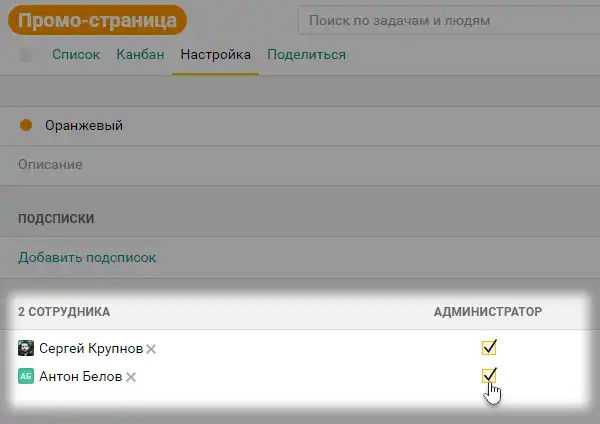 Промо-страница
Поиск по задачам и людям
Список Канбан Настройка Поделиться
Оранжевый
Описание
ПОДСПИСКИ
Добавить подсписок
2 СОТРУДНИКА АДМИНИСТРАТОР
Сергей Крупнов
АБ Антон Белов